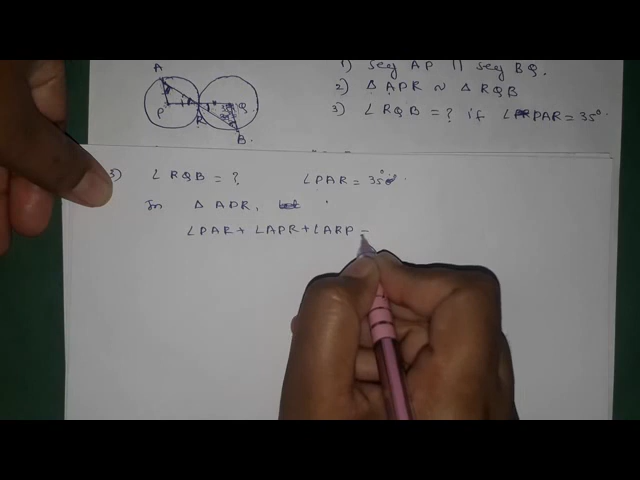 1) seg AP || seg BQ.
2) △ APR ~ △ RQB
3) ∠ RQB = ? if ∠PAR = 35°.
A
P
R
Q
B
3) ∠ RQB = ? ∠PAR = 35°.
In △ APR,
∠PAR + ∠APR + ∠ARP =